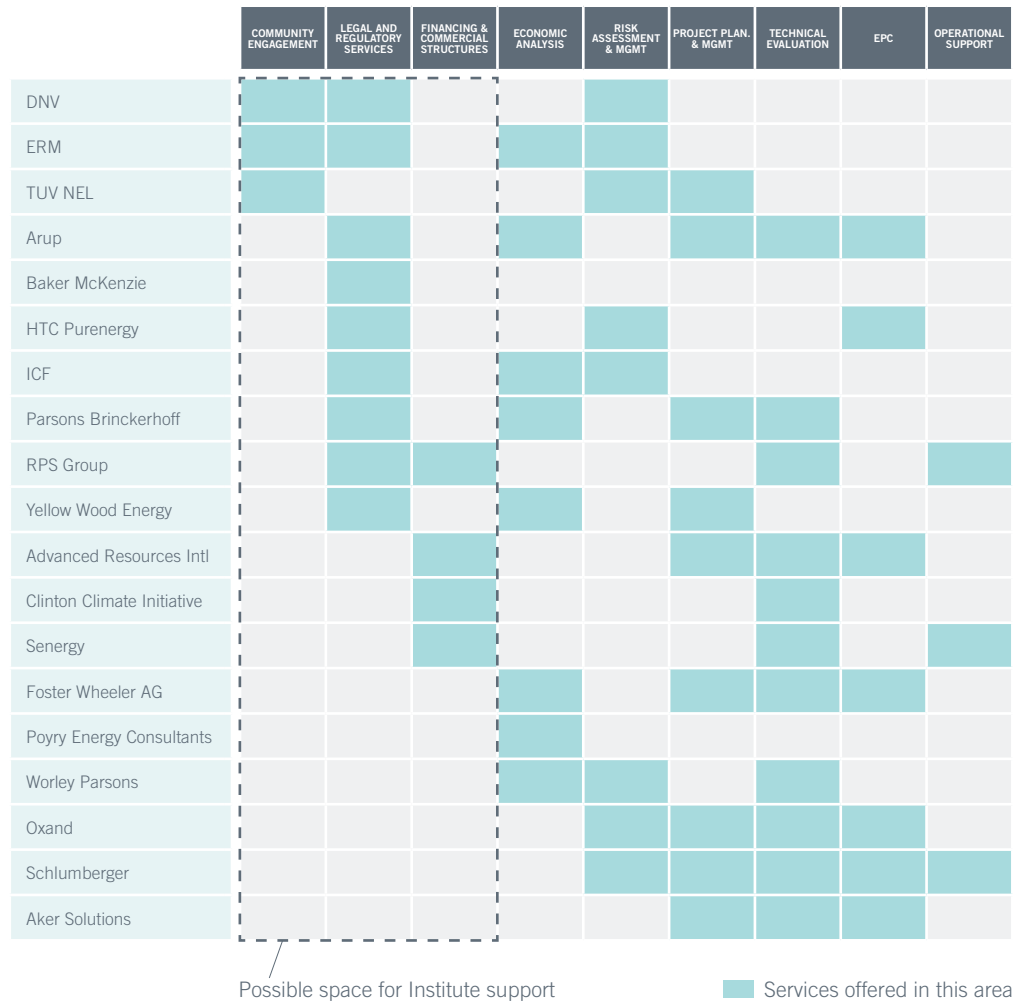 COMMUNITY
ENGAGEMENT
LEGAL AND
REGULATORY
SERVICES
FINANCING &
COMMERCIAL
STRUCTURES
ECONOMIC
ANALYSIS
RISK
ASSESSMENT
& MGMT
PROJECT PLAN.
& MGMT
TECHNICAL
EVALUATION
EPC
OPERATIONAL
SUPPORT
DNV
ERM
TUV NEL
Arup
Baker McKenzie
HTC Purenergy
ICF
Parsons Brinckerhoff
RPS Group
Yellow Wood Energy
Advanced Resources Intl
Clinton Climate Initiative
Senergy
Foster Wheeler AG
Poyry Energy Consultants
Worley Parsons
Oxand
Schlumberger
Aker Solutions
Possible space for Institute support
Services offered in this area